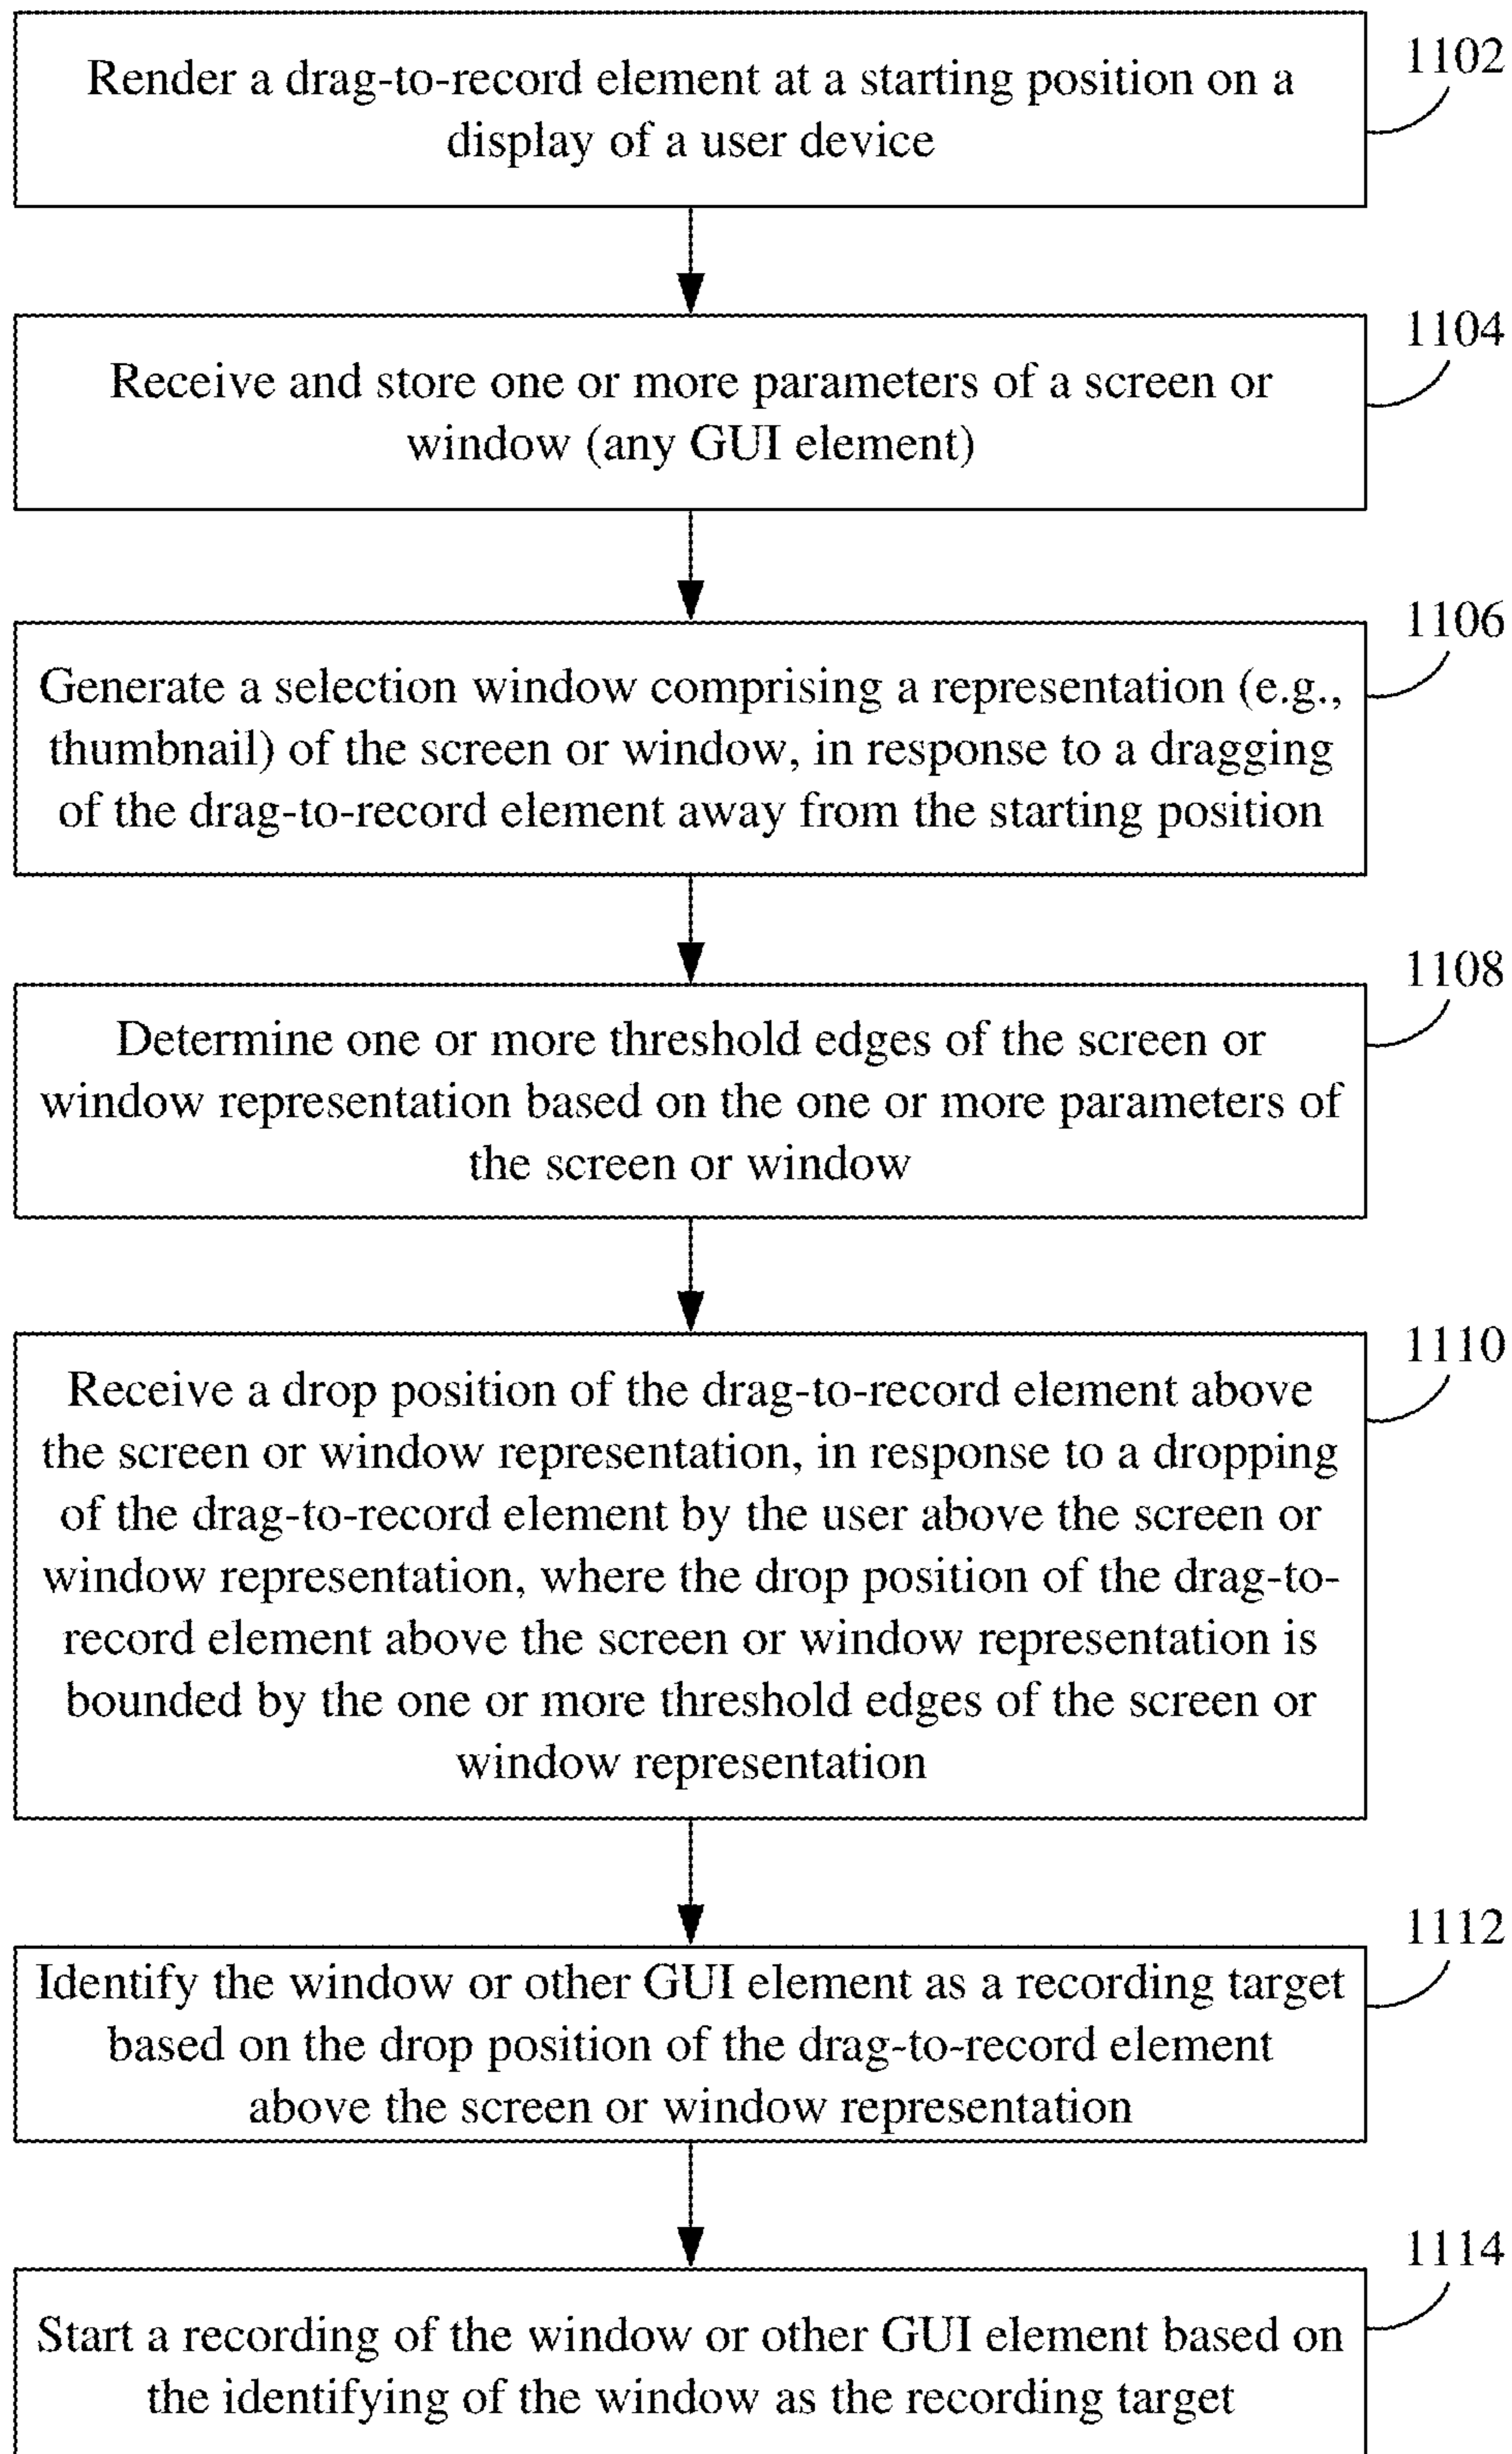 1102
Render a drag-to-record element at a starting position on a
display of a user device
1104
Receive and store one or more parameters of a screen or
window (any GUI element)
1106
Generate a selection window comprising a representation (e.g.,
thumbnail) of the screen or window, in response to a dragging
of the drag-to-record element away from the starting position
1108
Determine one or more threshold edges of the screen or
window representation based on the one or more parameters of
the screen or window
1110
Receive a drop position of the drag-to-record element above
the screen or window representation, in response to a dropping
of the drag-to-record element by the user above the screen or
window representation, where the drop position of the drag-to-
record element above the screen or window representation is
bounded by the one or more threshold edges of the screen or
window representation
1112
Identify the window or other GUI element as a recording target
based on the drop position of the drag-to-record element
above the screen or window representation
1114
Start a recording of the window or other GUI element based on
the identifying of the window as the recording target